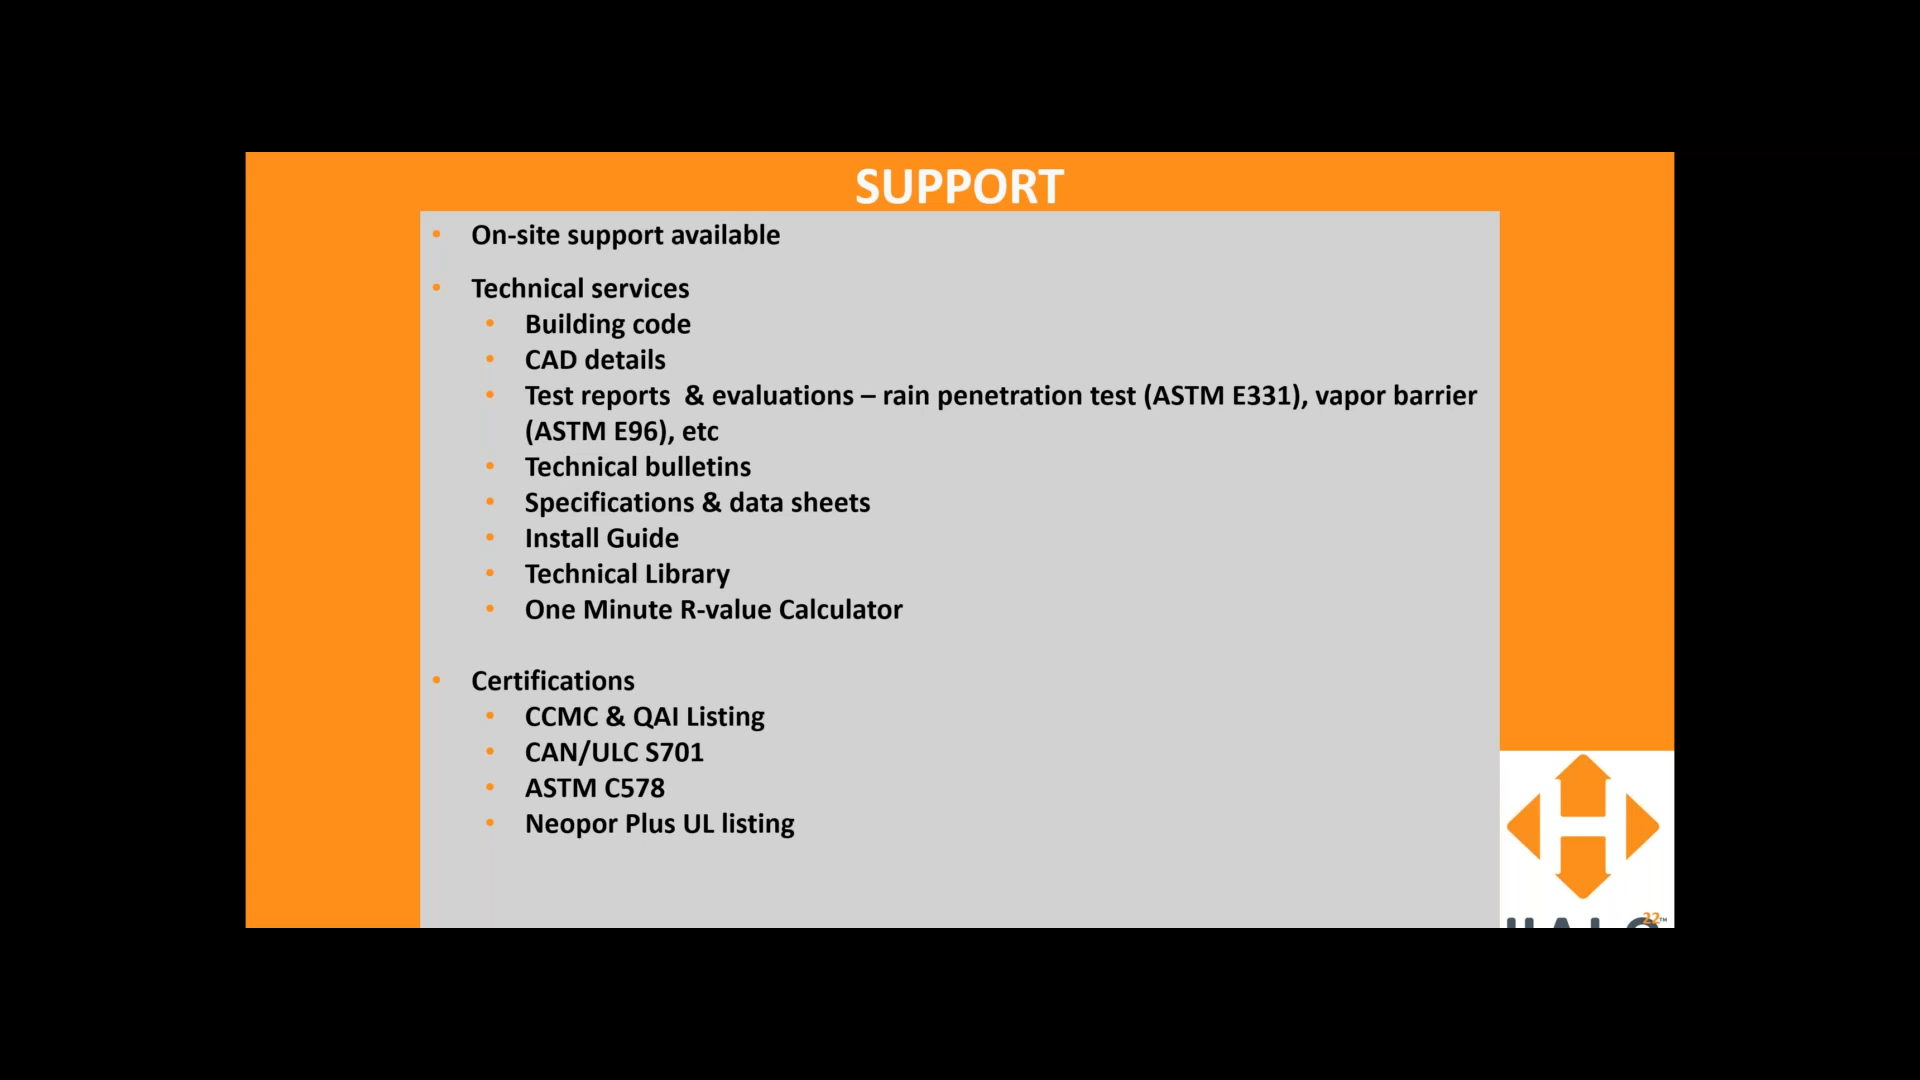 SUPPORT
• On-site support available
• Technical services
• Building code
• CAD details
• Test reports & evaluations – rain penetration test (ASTM E331), vapor barrier
(ASTM E96), etc
• Technical bulletins
• Specifications & data sheets
• Install Guide
• Technical Library
• One Minute R-value Calculator
• Certifications
• CCMC & QAI Listing
• CAN/ULC S701
• ASTM C578
• Neopor Plus UL listing
22